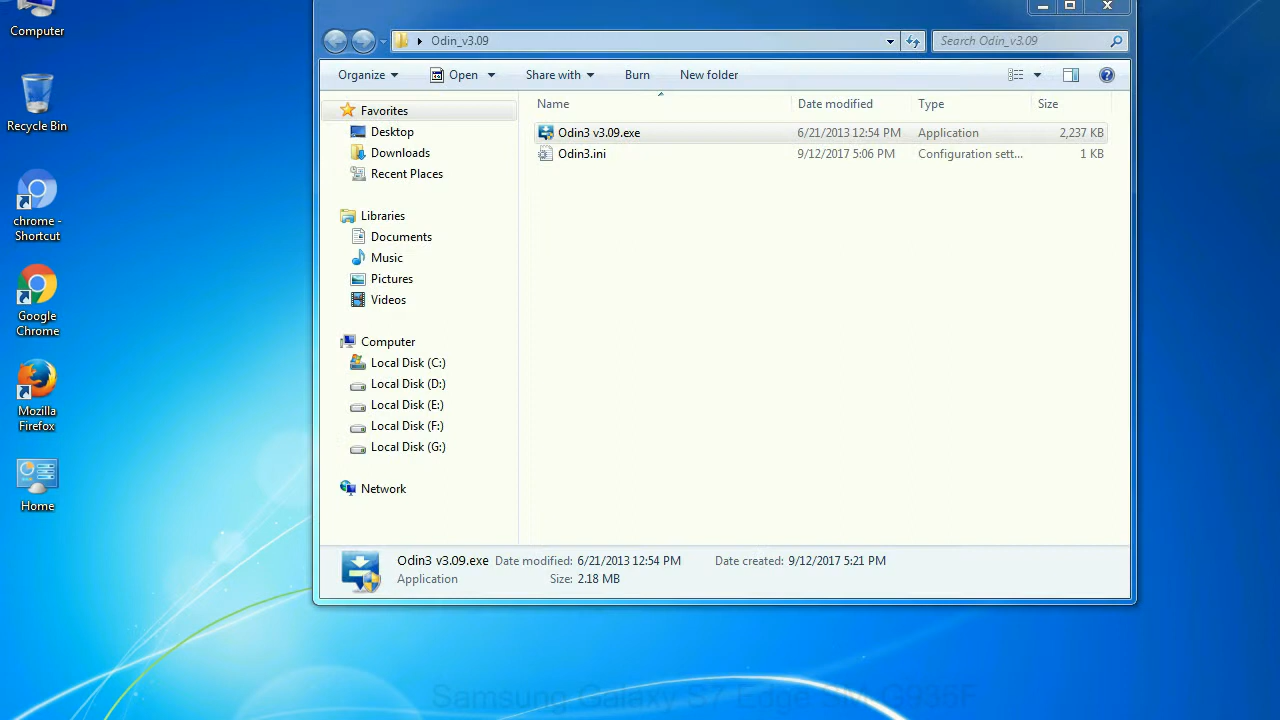 Computer
Recycle Bin
chrome -
Shortcut
Google
Chrome
Mozilla
Firefox
Home
Odin_v3.09
Search Odin_v3.09
Organize
Open
Share with
Burn
New folder
Name
Date modified
Type
Size
Odin3 v3.09.exe
6/21/2013 12:54 PM
Application
2,237 KB
Odin3.ini
9/12/2017 5:06 PM
Configuration sett...
1 KB
Favorites
Desktop
Downloads
Recent Places
Libraries
Documents
Music
Pictures
Videos
Computer
Local Disk (C:)
Local Disk (D:)
Local Disk (E:)
Local Disk (F:)
Local Disk (G:)
Network
Odin3 v3.09.exe
Date modified: 6/21/2013 12:54 PM
Date created: 9/12/2017 5:21 PM
Application
Size: 2.18 MB
Samsung Galaxy S7 Edge SM-G936F